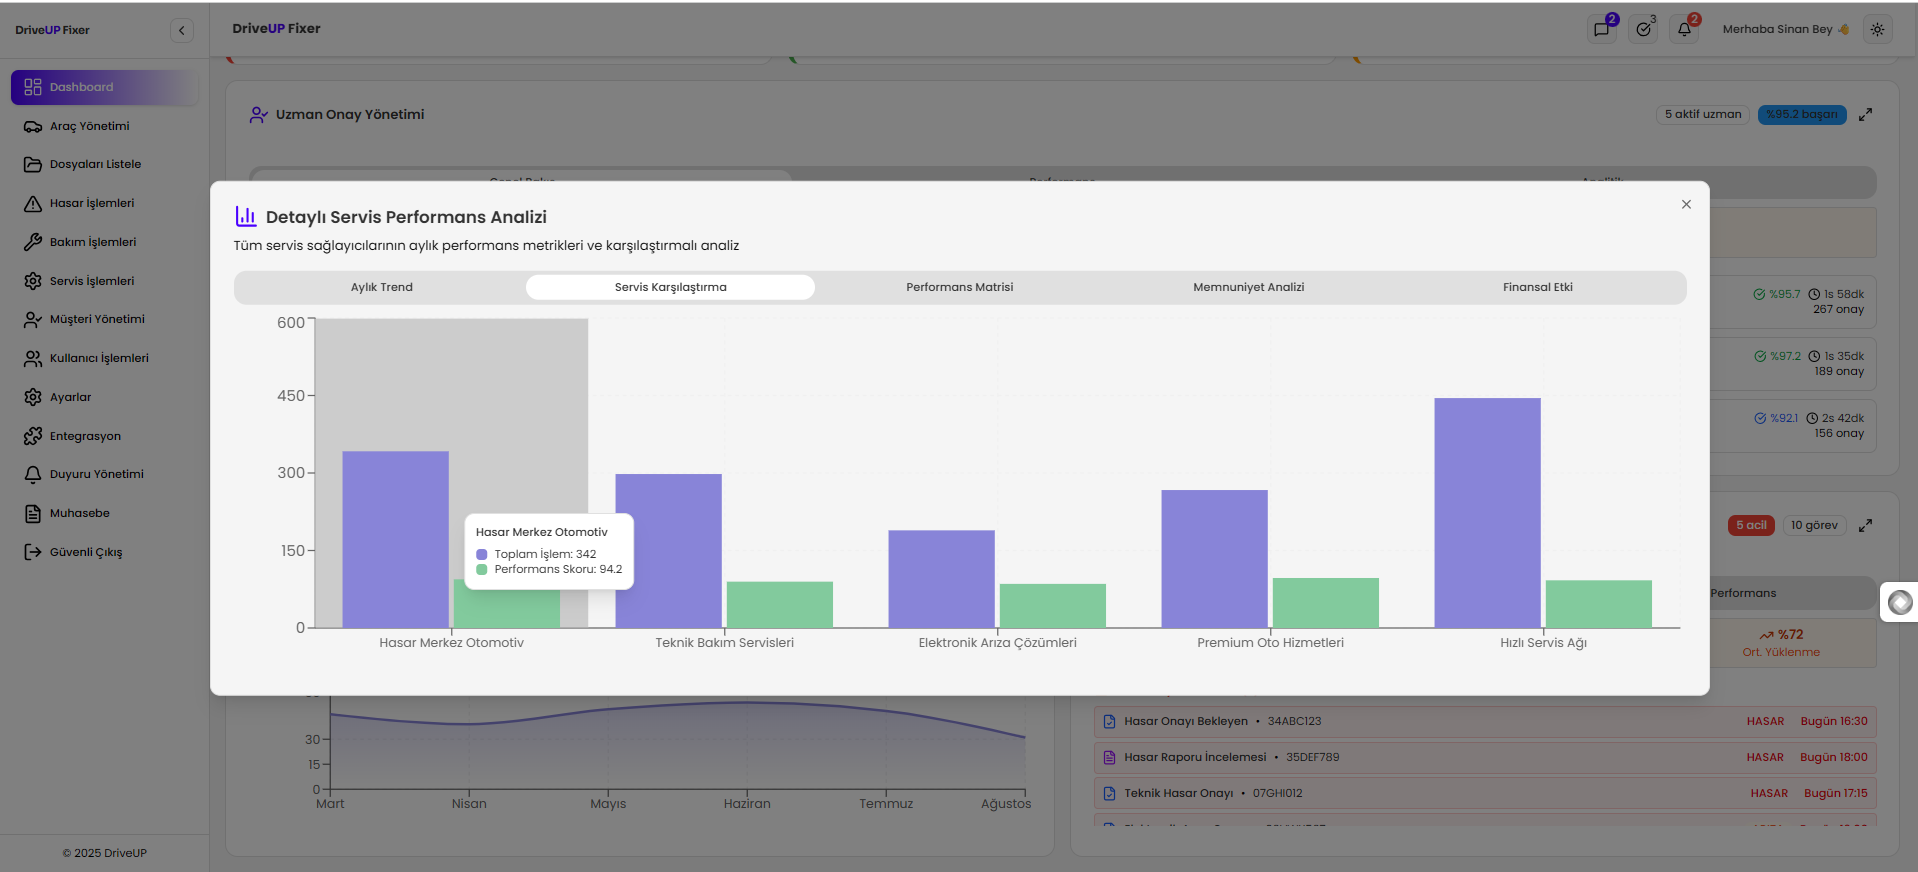 DriveUP Fixer
Dashboard
Araç Yönetimi
Dosyaları Listele
Hasar İşlemleri
Bakım İşlemleri
Servis İşlemleri
Müşteri Yönetimi
Kullanıcı İşlemleri
Ayarlar
Entegrasyon
Duyuru Yönetimi
Muhasebe
Güvenli Çıkış
© 2025 DriveUP
DriveUP Fixer
2
3
2
Merhaba Sinan Bey 👋
Uzman Onay Yönetimi
5 aktif uzman
%95.2 başarı
Genel Bakış
Performans
Analitik
%95.7 1s 58dk
267 onay
%97.2 1s 35dk
189 onay
%92.1 2s 42dk
156 onay
Detaylı Servis Performans Analizi
Tüm servis sağlayıcılarının aylık performans metrikleri ve karşılaştırmalı analiz
Aylık Trend
Servis Karşılaştırma
Performans Matrisi
Memnuniyet Analizi
Finansal Etki
600
450
300
150
0
Hasar Merkez Otomotiv
Toplam İşlem: 342
Performans Skoru: 94.2
Hasar Merkez Otomotiv
Teknik Bakım Servisleri
Elektronik Arıza Çözümleri
Premium Oto Hizmetleri
Hızlı Servis Ağı
5 acil
10 görev
Performans
%72
Ort. Yüklenme
30
15
0
Mart
Nisan
Mayıs
Haziran
Temmuz
Ağustos
Hasar Onayı Bekleyen • 34ABC123 HASAR Bugün 16:30
Hasar Raporu İncelemesi • 35DEF789 HASAR Bugün 18:00
Teknik Hasar Onayı • 07GHI012 HASAR Bugün 17:15